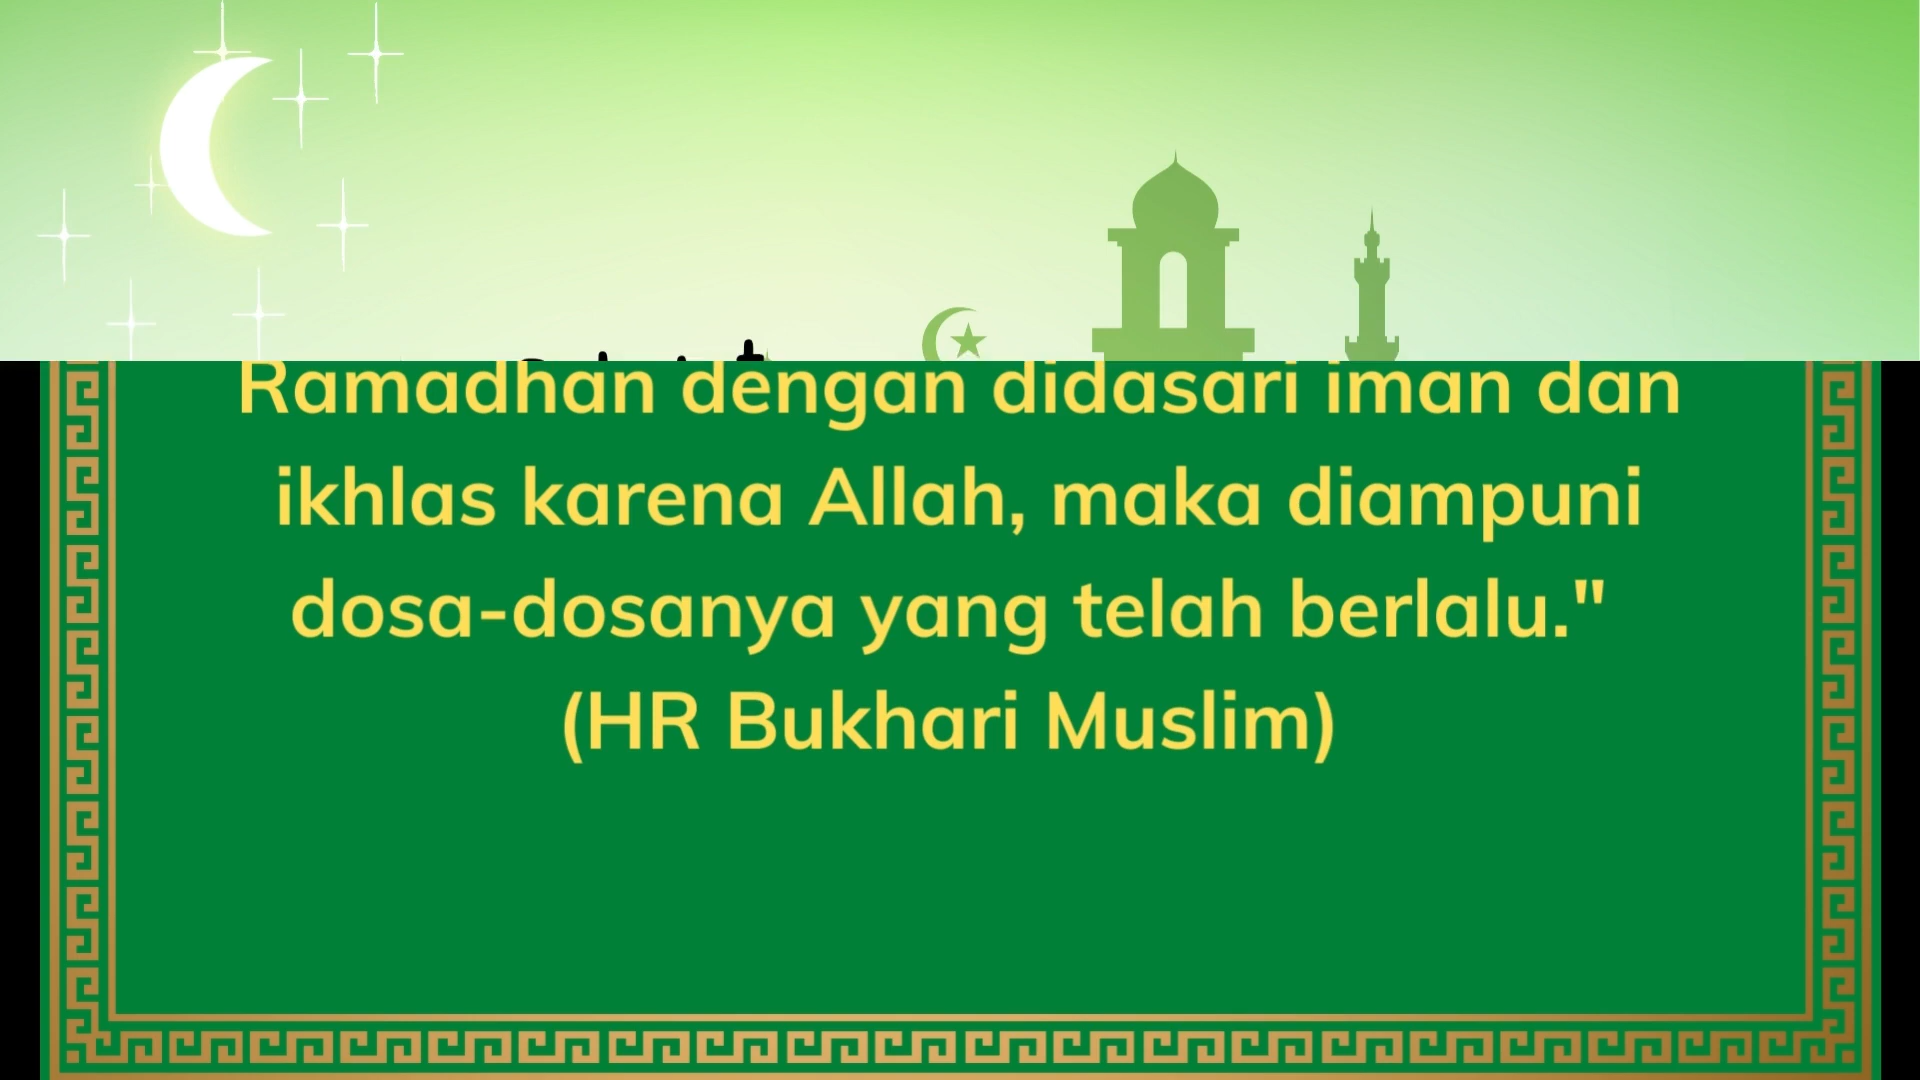 Ramadhan dengan didasari iman dan
ikhlas karena Allah, maka diampuni
dosa-dosanya yang telah berlalu."
(HR Bukhari Muslim)